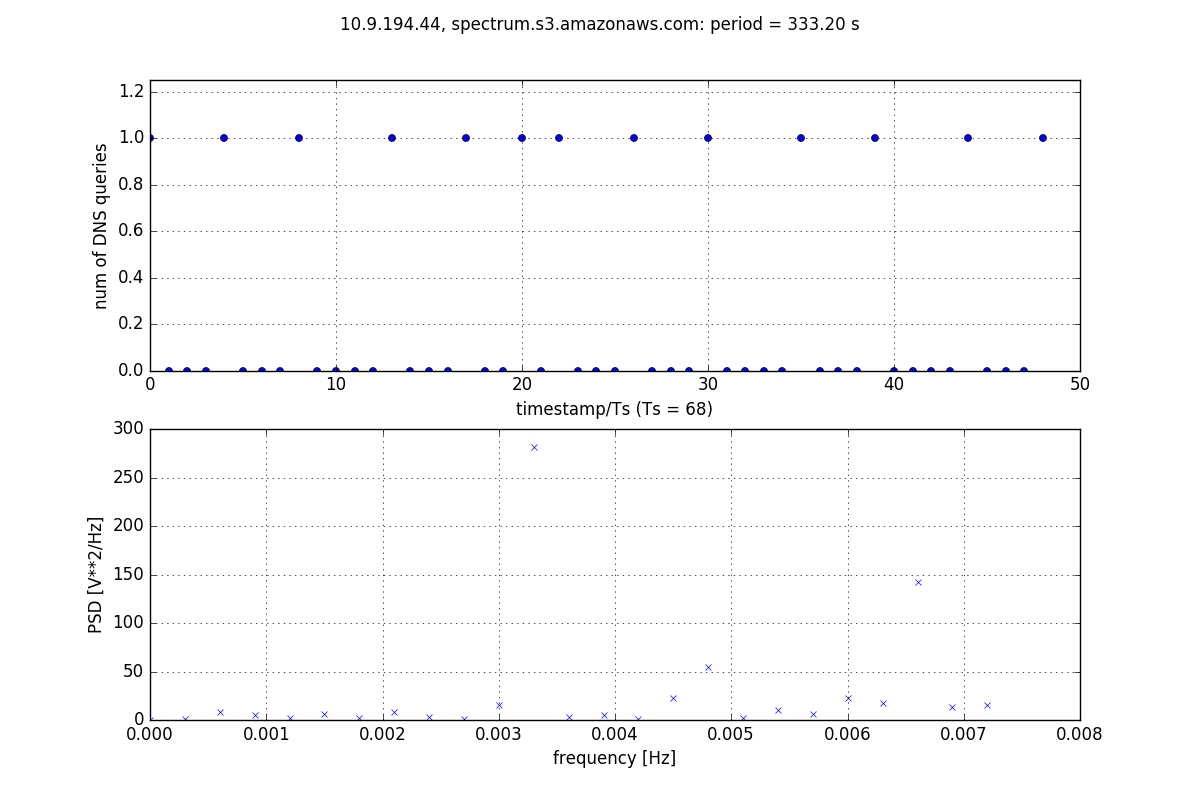 10.9.194.44, spectrum.s3.amazonaws.com: period = 333.20 s
num of DNS queries
1.2
1.0
0.8
0.6
0.4
0.2
0.0
0 10 20 30 40 50
timestamp/Ts (Ts = 68)
PSD [V**2/Hz]
300
250
200
150
100
50
0
0.000 0.001 0.002 0.003 0.004 0.005 0.006 0.007 0.008
frequency [Hz]